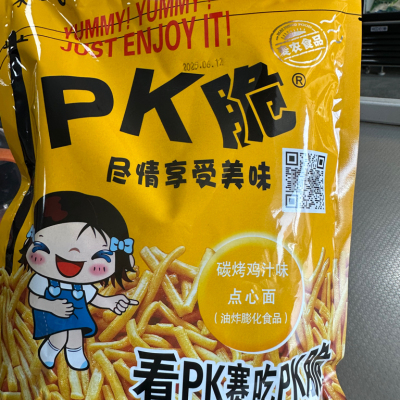 YUMMY! YUMMY!
JUST ENJOY IT!
2025.06.12
PK脆®
尽情享受美味
碳烤鸡汁味
点心面
(油炸膨化食品)
看PK寨吃PK脆